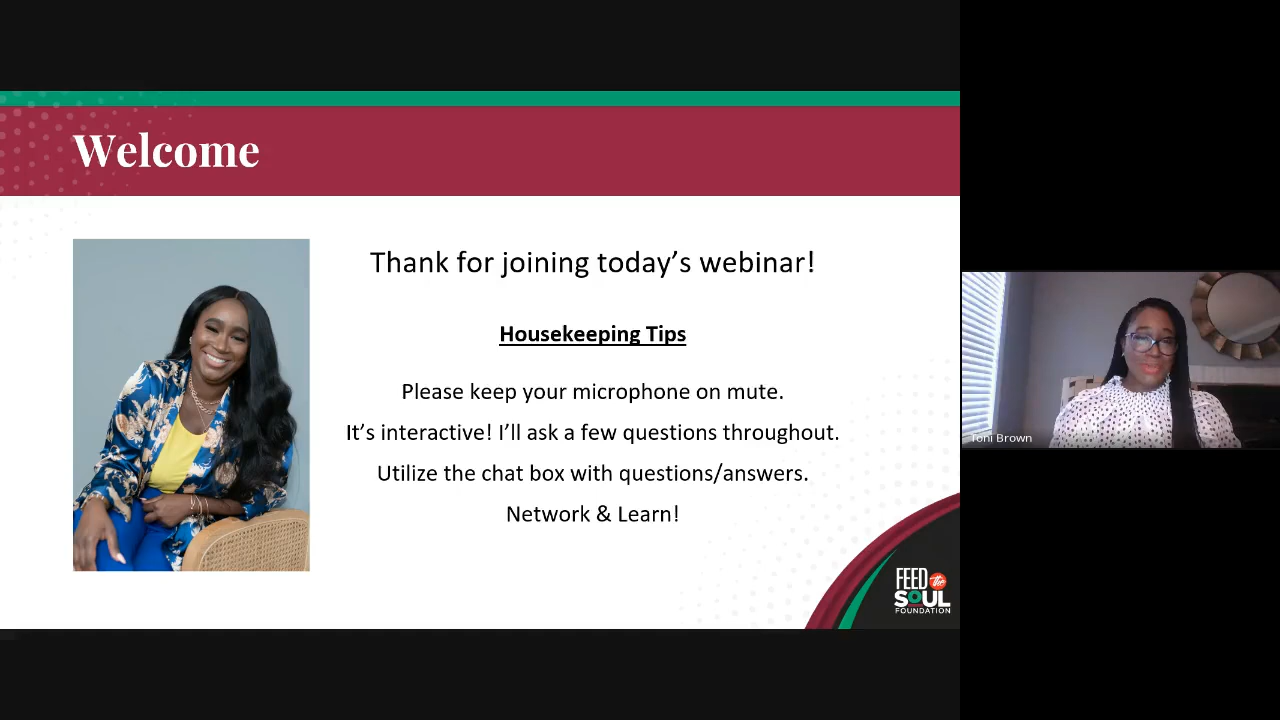 Welcome
Thank for joining today's webinar!
Housekeeping Tips
Please keep your microphone on mute.
It's interactive! I'll ask a few questions throughout.
Utilize the chat box with questions/answers.
Network & Learn!
FEED the
SOUL
FOUNDATION
Toni Brown